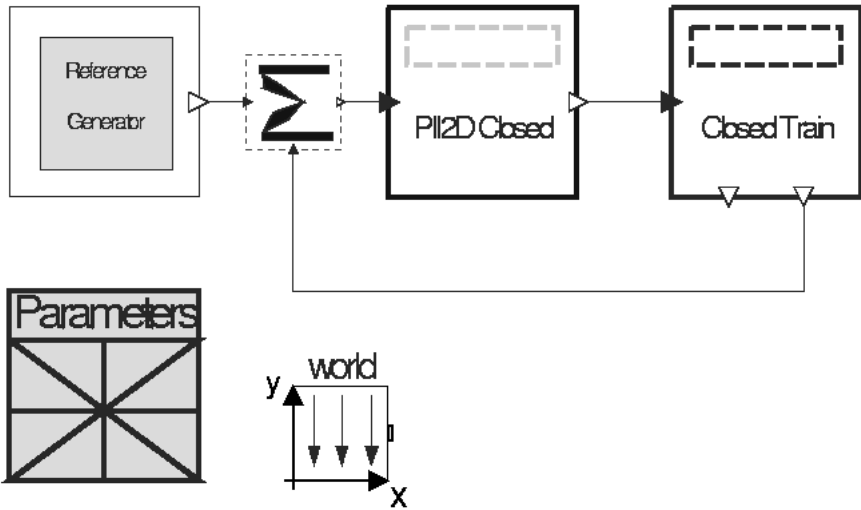 Reference
Generator
PII2D Closed
Closed Train
Parameters
world
y
x